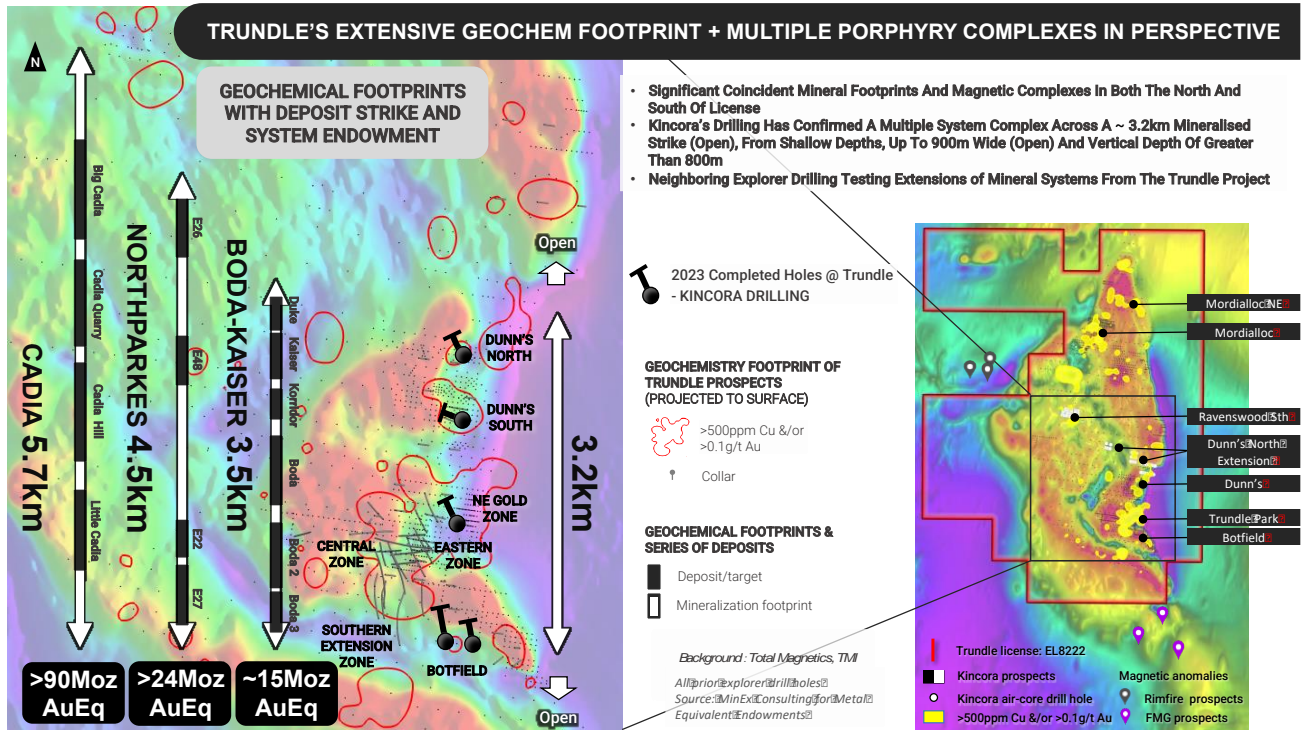 TRUNDLE'S EXTENSIVE GEOCHEM FOOTPRINT + MULTIPLE PORPHYRY COMPLEXES IN PERSPECTIVE
N
GEOCHEMICAL FOOTPRINTS
WITH DEPOSIT STRIKE AND
SYSTEM ENDOWMENT
CADIA 5.7km
Big Cadia
Cadia Quarry
Cadia Hill
Little Cadia
NORTHPARKES 4.5km
E26
E48
E22
E27
BODA-KAISER 3.5km
Duke
Kaiser
Korridor
Boda
Boda 2
Boda 3
Open
DUNN'S
NORTH
DUNN'S
SOUTH
NE GOLD
ZONE
CENTRAL
ZONE
EASTERN
ZONE
SOUTHERN
EXTENSION
ZONE
BOTFIELD
3.2km
Open
>90Moz
AuEq
>24Moz
AuEq
~15Moz
AuEq
• Significant Coincident Mineral Footprints And Magnetic Complexes In Both The North And
South Of License
• Kincora's Drilling Has Confirmed A Multiple System Complex Across A ~ 3.2km Mineralised
Strike (Open), From Shallow Depths, Up To 900m Wide (Open) And Vertical Depth Of Greater
Than 800m
• Neighboring Explorer Drilling Testing Extensions of Mineral Systems From The Trundle Project
2023 Completed Holes @ Trundle
- KINCORA DRILLING
GEOCHEMISTRY FOOTPRINT OF
TRUNDLE PROSPECTS
(PROJECTED TO SURFACE)
>500ppm Cu &/or
>0.1g/t Au
Collar
GEOCHEMICAL FOOTPRINTS &
SERIES OF DEPOSITS
Deposit/target
Mineralization footprint
Background : Total Magnetics, TMI
All prior explorer drill holes
Source: MinEx Consulting for Metal
Equivalent Endowments
Mordialloc NE
Mordialloc
Ravenswood Sth
Dunn's North
Extension
Dunn's
Trundle Park
Botfield
Trundle license: EL8222
Kincora prospects
Kincora air-core drill hole
>500ppm Cu &/or >0.1g/t Au
Magnetic anomalies
Rimfire prospects
FMG prospects